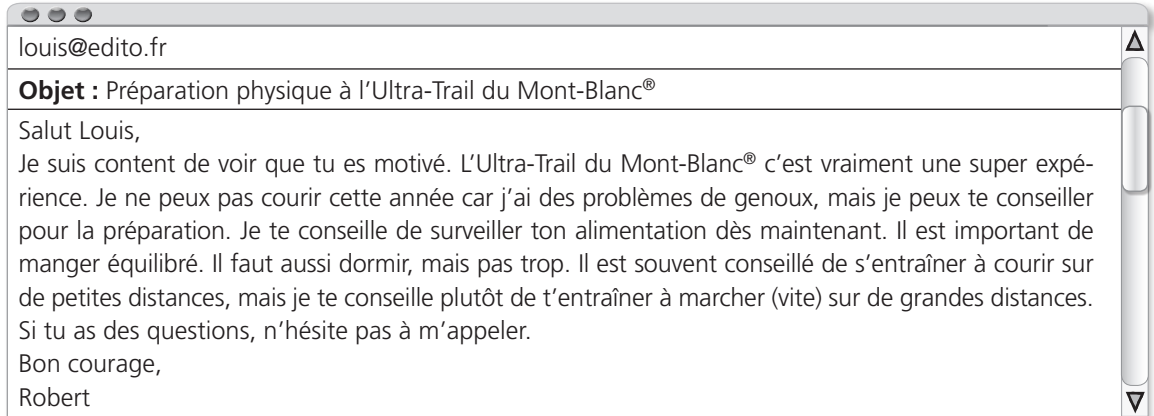 louis@edito.fr
Objet : Préparation physique à l’Ultra-Trail du Mont-Blanc®
Salut Louis,
Je suis content de voir que tu es motivé. L’Ultra-Trail du Mont-Blanc® c’est vraiment une super expé-
rience. Je ne peux pas courir cette année car j’ai des problèmes de genoux, mais je peux te conseiller
pour la préparation. Je te conseille de surveiller ton alimentation dès maintenant. Il est important de
manger équilibré. Il faut aussi dormir, mais pas trop. Il est souvent conseillé de s’entraîner à courir sur
de petites distances, mais je te conseille plutôt de t’entraîner à marcher (vite) sur de grandes distances.
Si tu as des questions, n’hésite pas à m’appeler.
Bon courage,
Robert